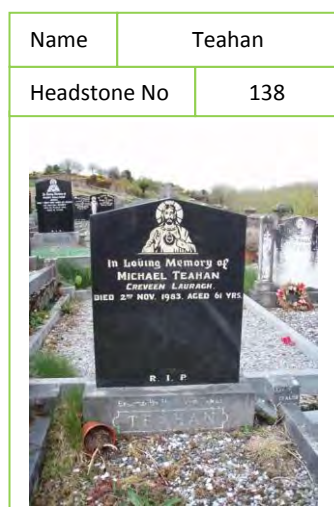 Name Teahan
Headstone No 138
In Loving Memory of
MICHAEL TEAHAN
CREVEEN LAURAGH.
DIED 2ND NOV. 1983. AGED 61 YRS
R. I. P.
TEAHAN